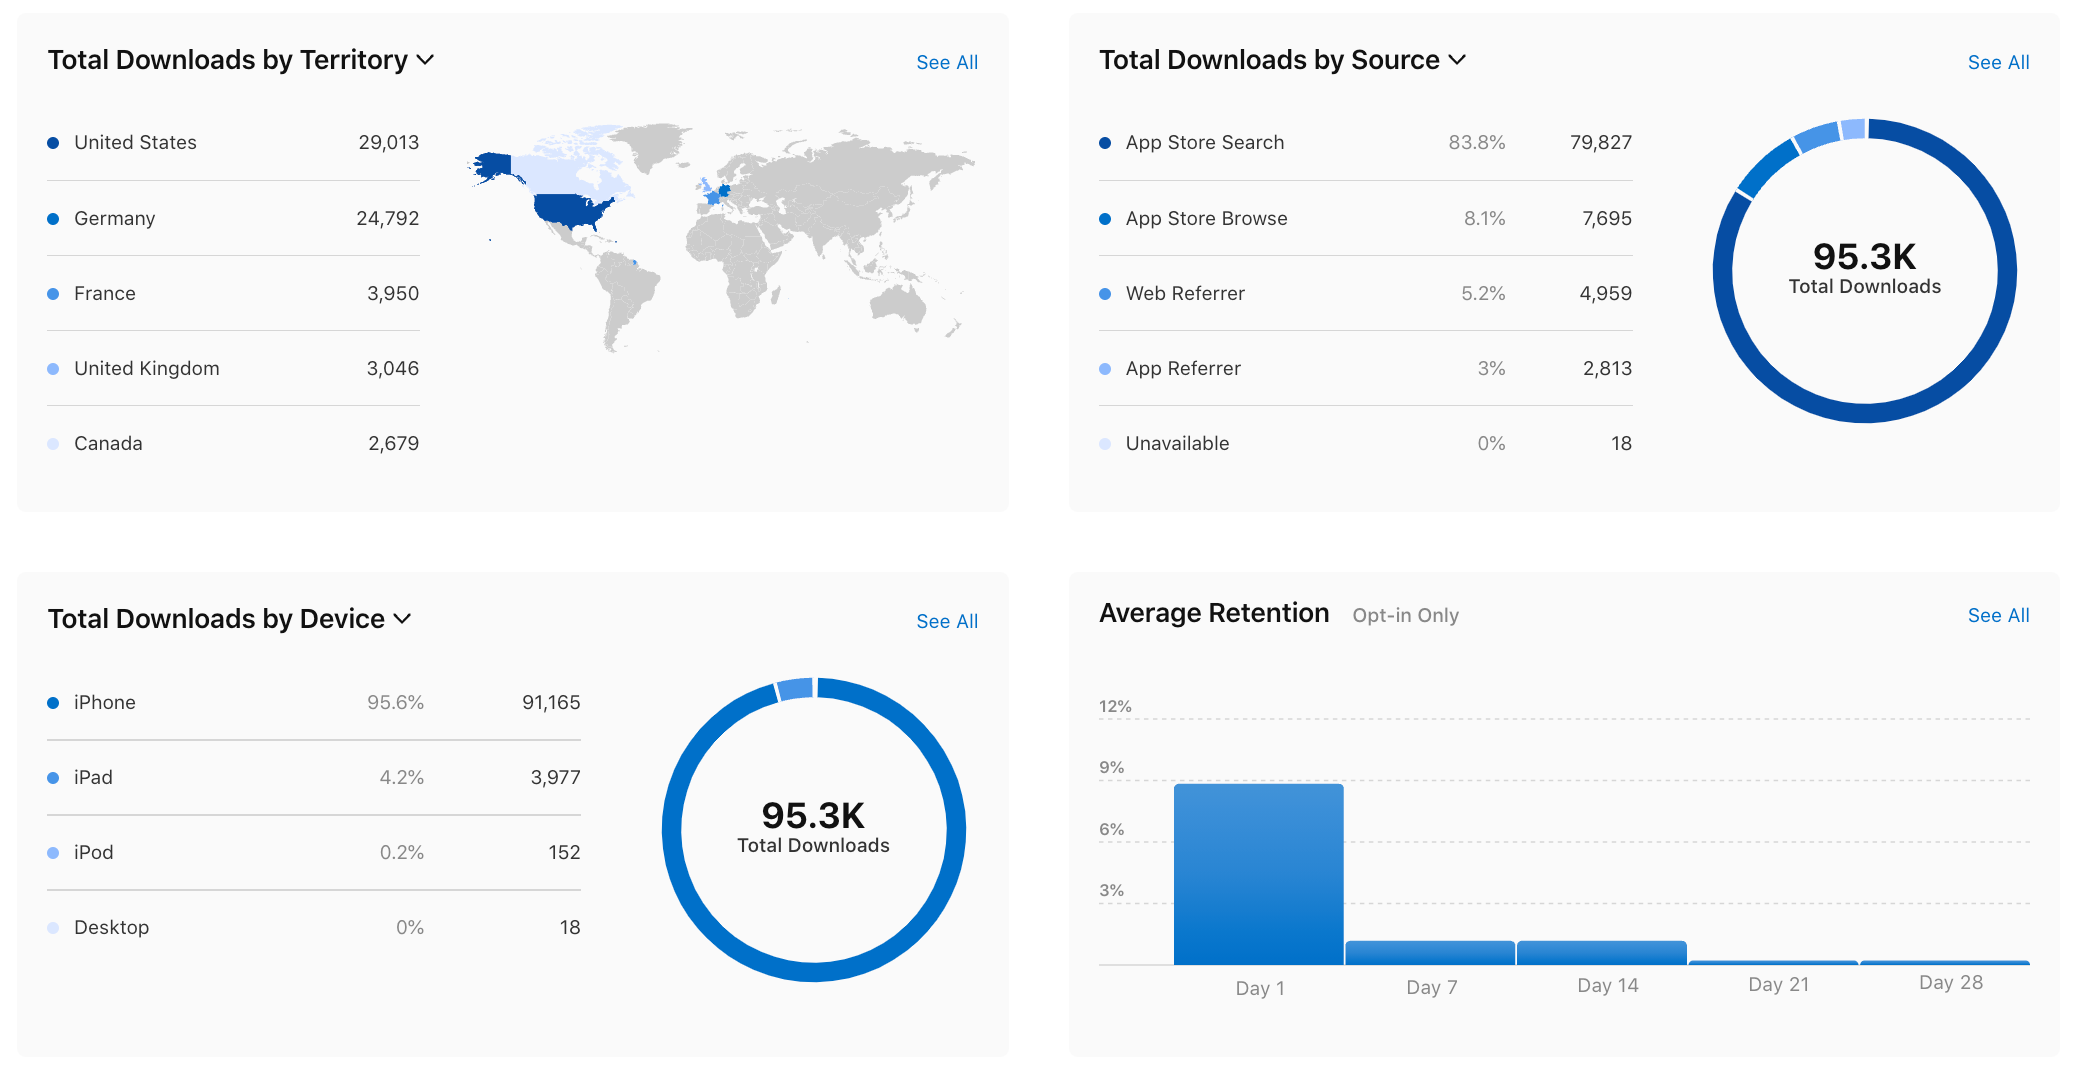 Total Downloads by Territory
See All
United States 29,013
Germany 24,792
France 3,950
United Kingdom 3,046
Canada 2,679
Total Downloads by Source
See All
App Store Search 83.8% 79,827
App Store Browse 8.1% 7,695
Web Referrer 5.2% 4,959
App Referrer 3% 2,813
Unavailable 0% 18
95.3K
Total Downloads
Total Downloads by Device
See All
iPhone 95.6% 91,165
iPad 4.2% 3,977
iPod 0.2% 152
Desktop 0% 18
95.3K
Total Downloads
Average Retention Opt-in Only
See All
12%
9%
6%
3%
Day 1 Day 7 Day 14 Day 21 Day 28